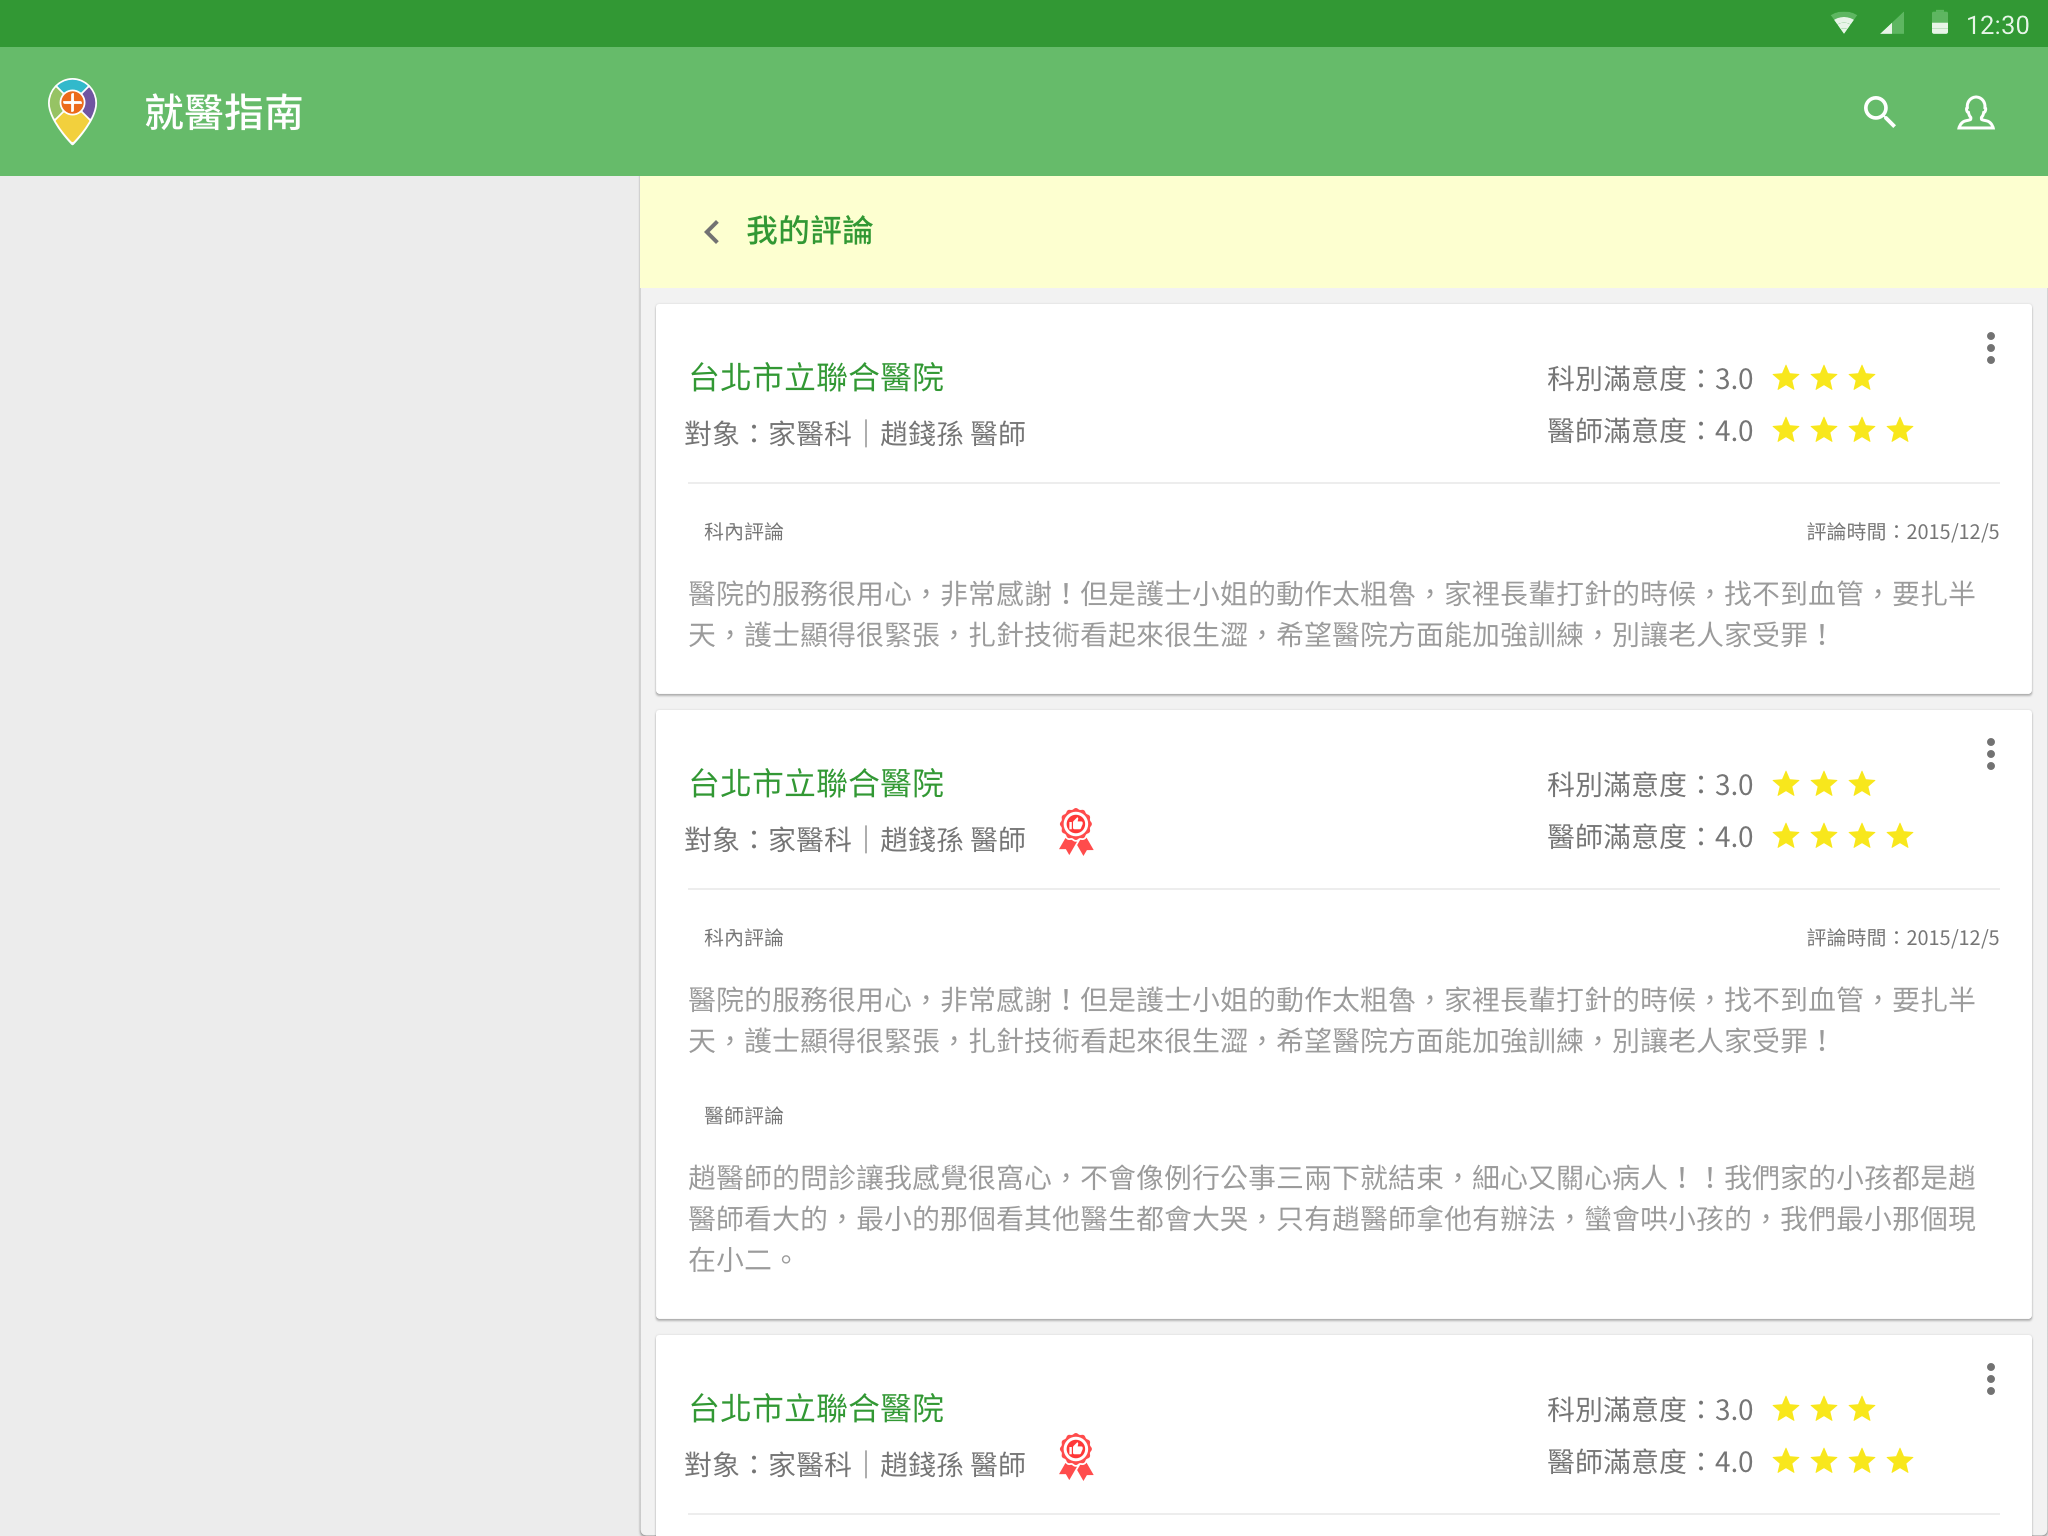 12:30
就醫指南
我的評論
台北市立聯合醫院
科別滿意度：3.0
對象：家醫科｜趙錢孫 醫師
醫師滿意度：4.0
科內評論
評論時間：2015/12/5
醫院的服務很用心，非常感謝！但是護士小姐的動作太粗魯，家裡長輩打針的時候，找不到血管，要扎半
天，護士顯得很緊張，扎針技術看起來很生澀，希望醫院方面能加強訓練，別讓老人家受罪！
台北市立聯合醫院
科別滿意度：3.0
對象：家醫科｜趙錢孫 醫師
醫師滿意度：4.0
科內評論
評論時間：2015/12/5
醫院的服務很用心，非常感謝！但是護士小姐的動作太粗魯，家裡長輩打針的時候，找不到血管，要扎半
天，護士顯得很緊張，扎針技術看起來很生澀，希望醫院方面能加強訓練，別讓老人家受罪！
醫師評論
趙醫師的問診讓我感覺很窩心，不會像例行公事三兩下就結束，細心又關心病人！！我們家的小孩都是趙
醫師看大的，最小的那個看其他醫生都會大哭，只有趙醫師拿他有辦法，蠻會哄小孩的，我們最小那個現
在小二。
台北市立聯合醫院
科別滿意度：3.0
對象：家醫科｜趙錢孫 醫師
醫師滿意度：4.0